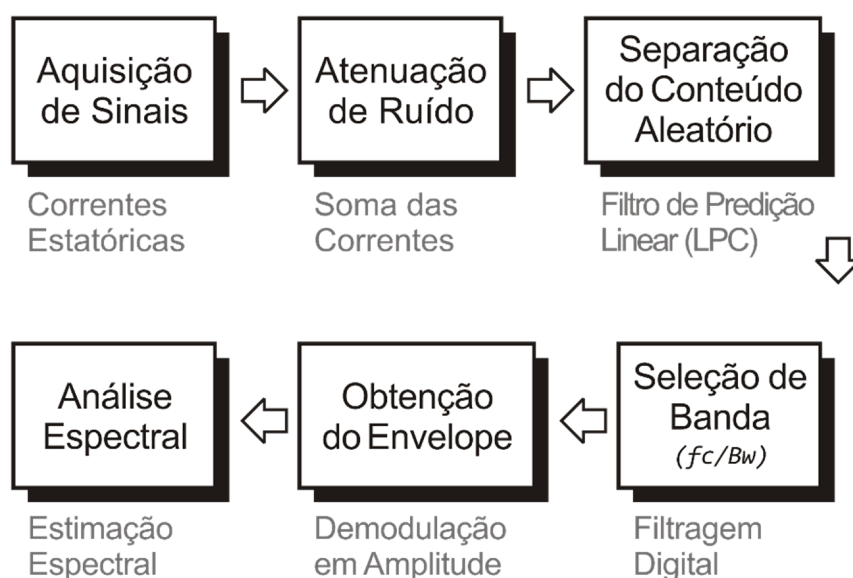 Aquisição
de Sinais
Correntes
Estatóricas
Atenuação
de Ruído
Soma das
Correntes
Separação
do Conteúdo
Aleatório
Filtro de Predição
Linear (LPC)
Seleção de
Banda
(fc/Bw)
Filtragem
Digital
Obtenção
do Envelope
Demodulação
em Amplitude
Análise
Espectral
Estimação
Espectral